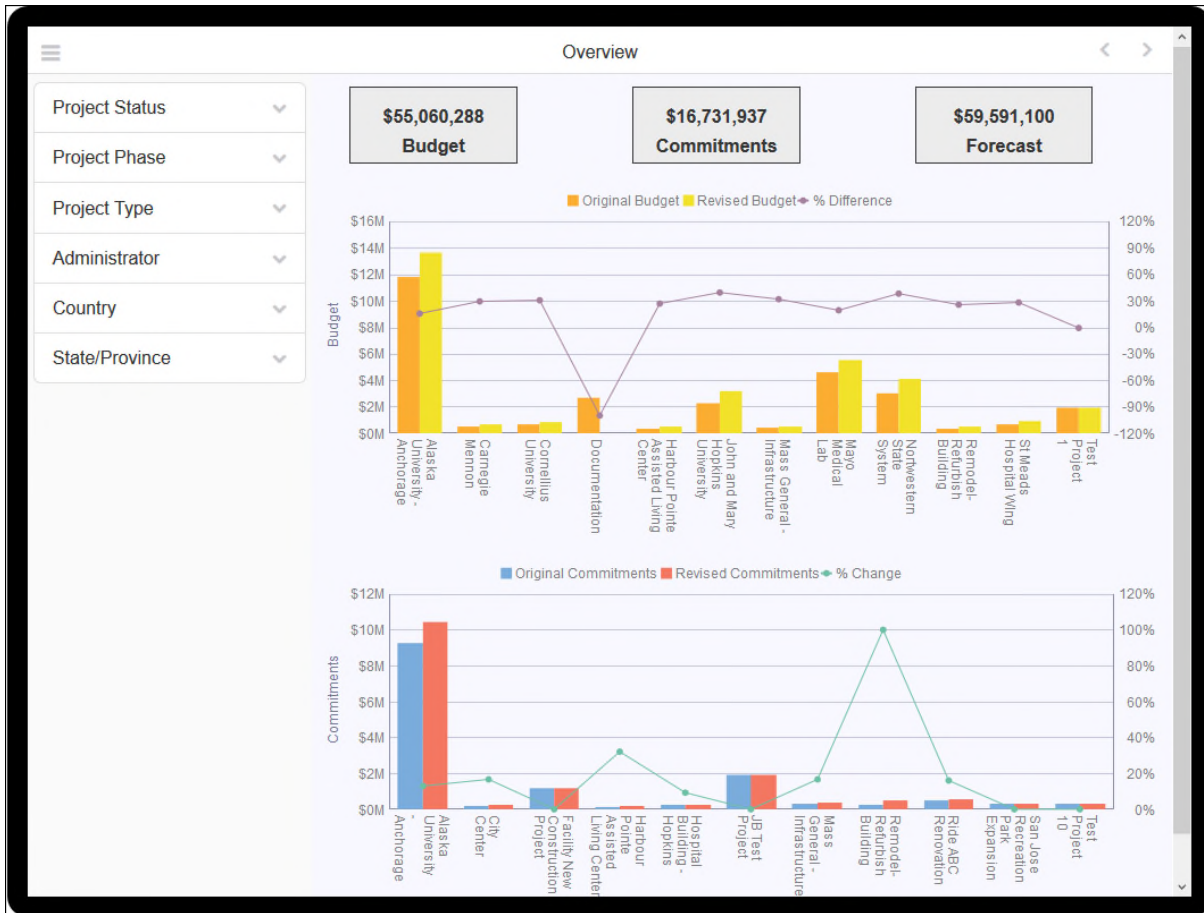 Overview
Project Status
Project Phase
Project Type
Administrator
Country
State/Province
$55,060,288
Budget
$16,731,937
Commitments
$59,591,100
Forecast
Original Budget Revised Budget % Difference
Budget
$16M
$14M
$12M
$10M
$8M
$6M
$4M
$2M
$0M
120%
90%
60%
30%
0%
-30%
-60%
-90%
-120%
Alaska
University -
Anchorage
Carnegie
Mennon
Cornellius
University
Documentation
Harbour Pointe
Assisted Living
Center
John and Mary
Hopkins
University
Mass General -
Infrastructure
Mayo
Medical
Lab
Nortwestern
State
System
Remodel-
Refurbish
Building
St Meads
Hospital WIng
Test
Project
1
Original Commitments Revised Commitments % Change
Commitments
$12M
$10M
$8M
$6M
$4M
$2M
$0M
120%
100%
80%
60%
40%
20%
0%
Alaska
University
-
Anchorage
City
Center
Facility New
Construction
Project
Harbour
Pointe
Assisted
Living Center
Hospital
Building -
Hopkins
JB Test
Project
Mass
General -
Infrastructure
Remodel-
Refurbish
Building
Ride ABC
Renovation
San Jose
Recreation
Park
Expansion
Test
Project
10